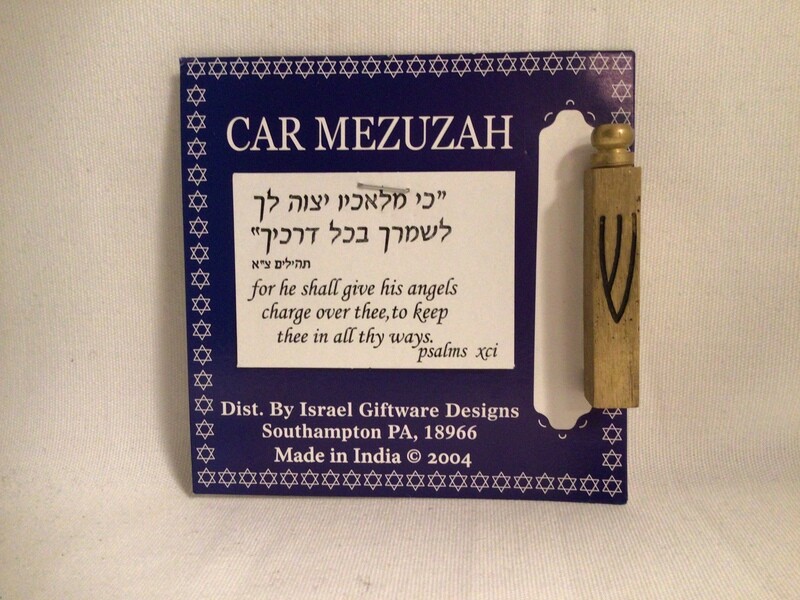 CAR MEZUZAH
"כי מלאכיו יצוה לך
לשמרך בכל דרכיך"
תהילים צ"א
for he shall give his angels
charge over thee,to keep
thee in all thy ways.
psalms xci
Dist. By Israel Giftware Designs
Southampton PA, 18966
Made in India © 2004
ש